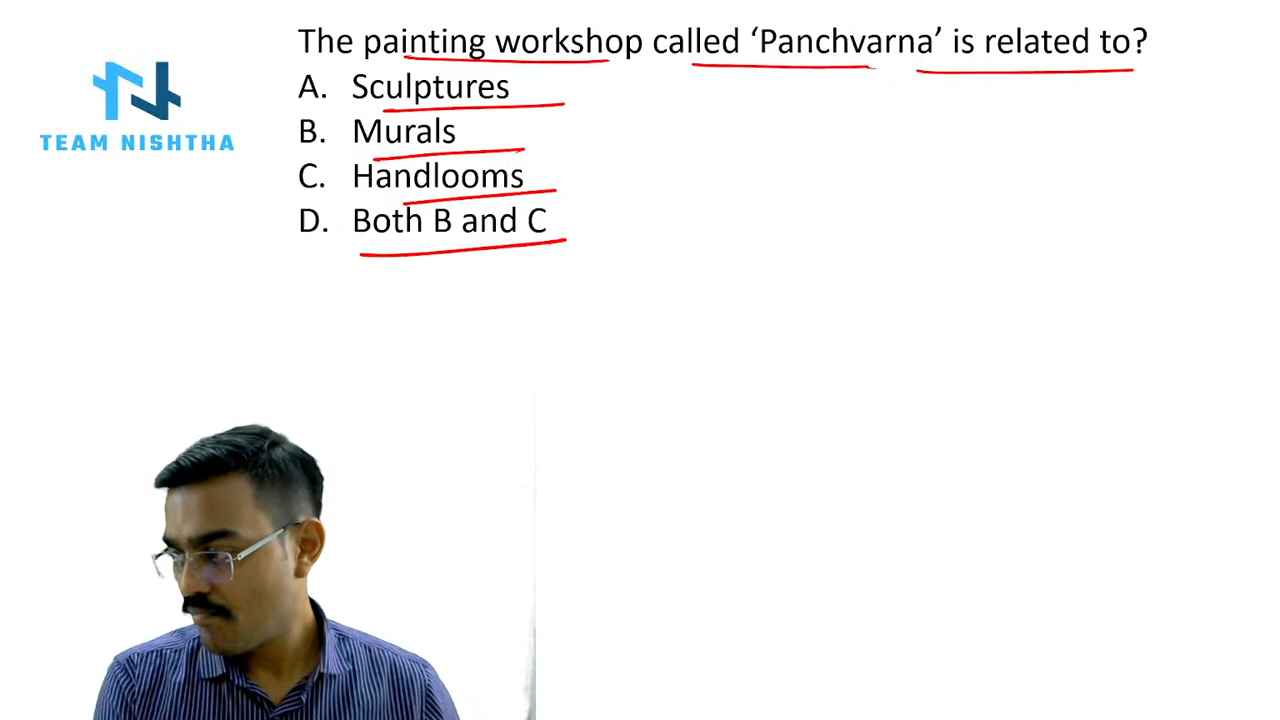 The painting workshop called ‘Panchvarna’ is related to?
A. Sculptures
B. Murals
C. Handlooms
D. Both B and C
TEAM NISHTHA